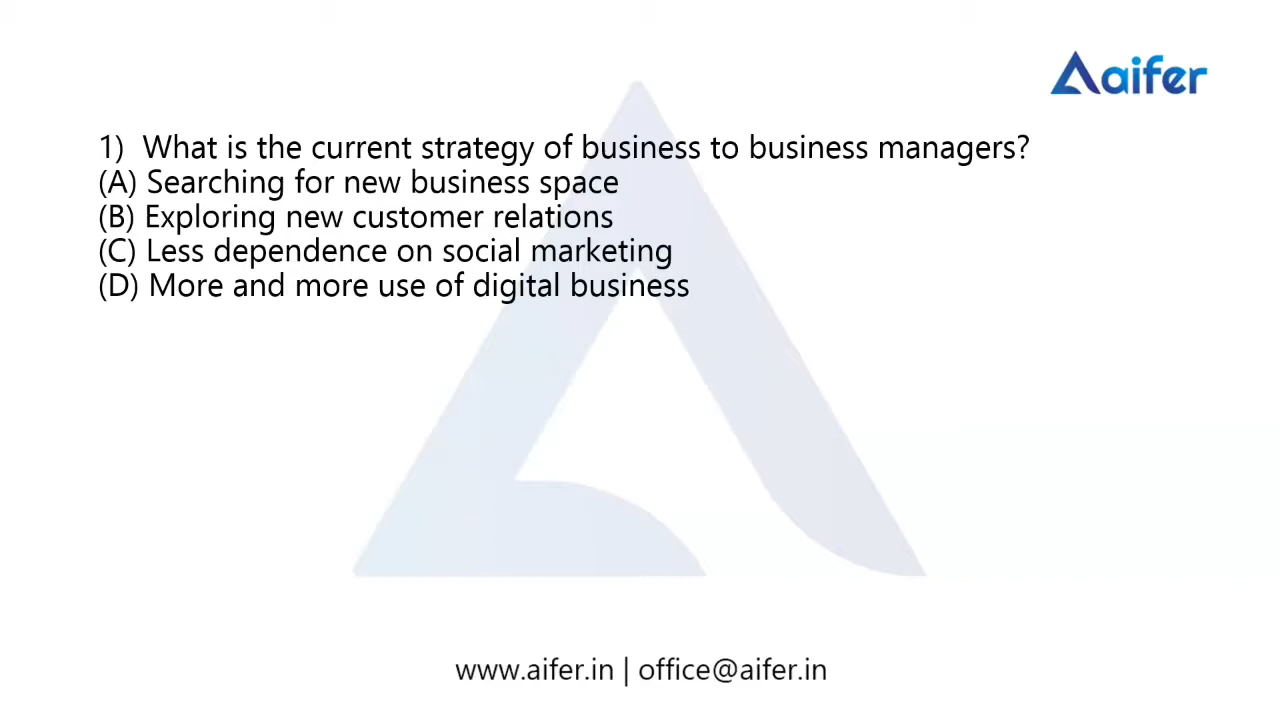 aifer
1) What is the current strategy of business to business managers?
(A) Searching for new business space
(B) Exploring new customer relations
(C) Less dependence on social marketing
(D) More and more use of digital business
www.aifer.in | office@aifer.in